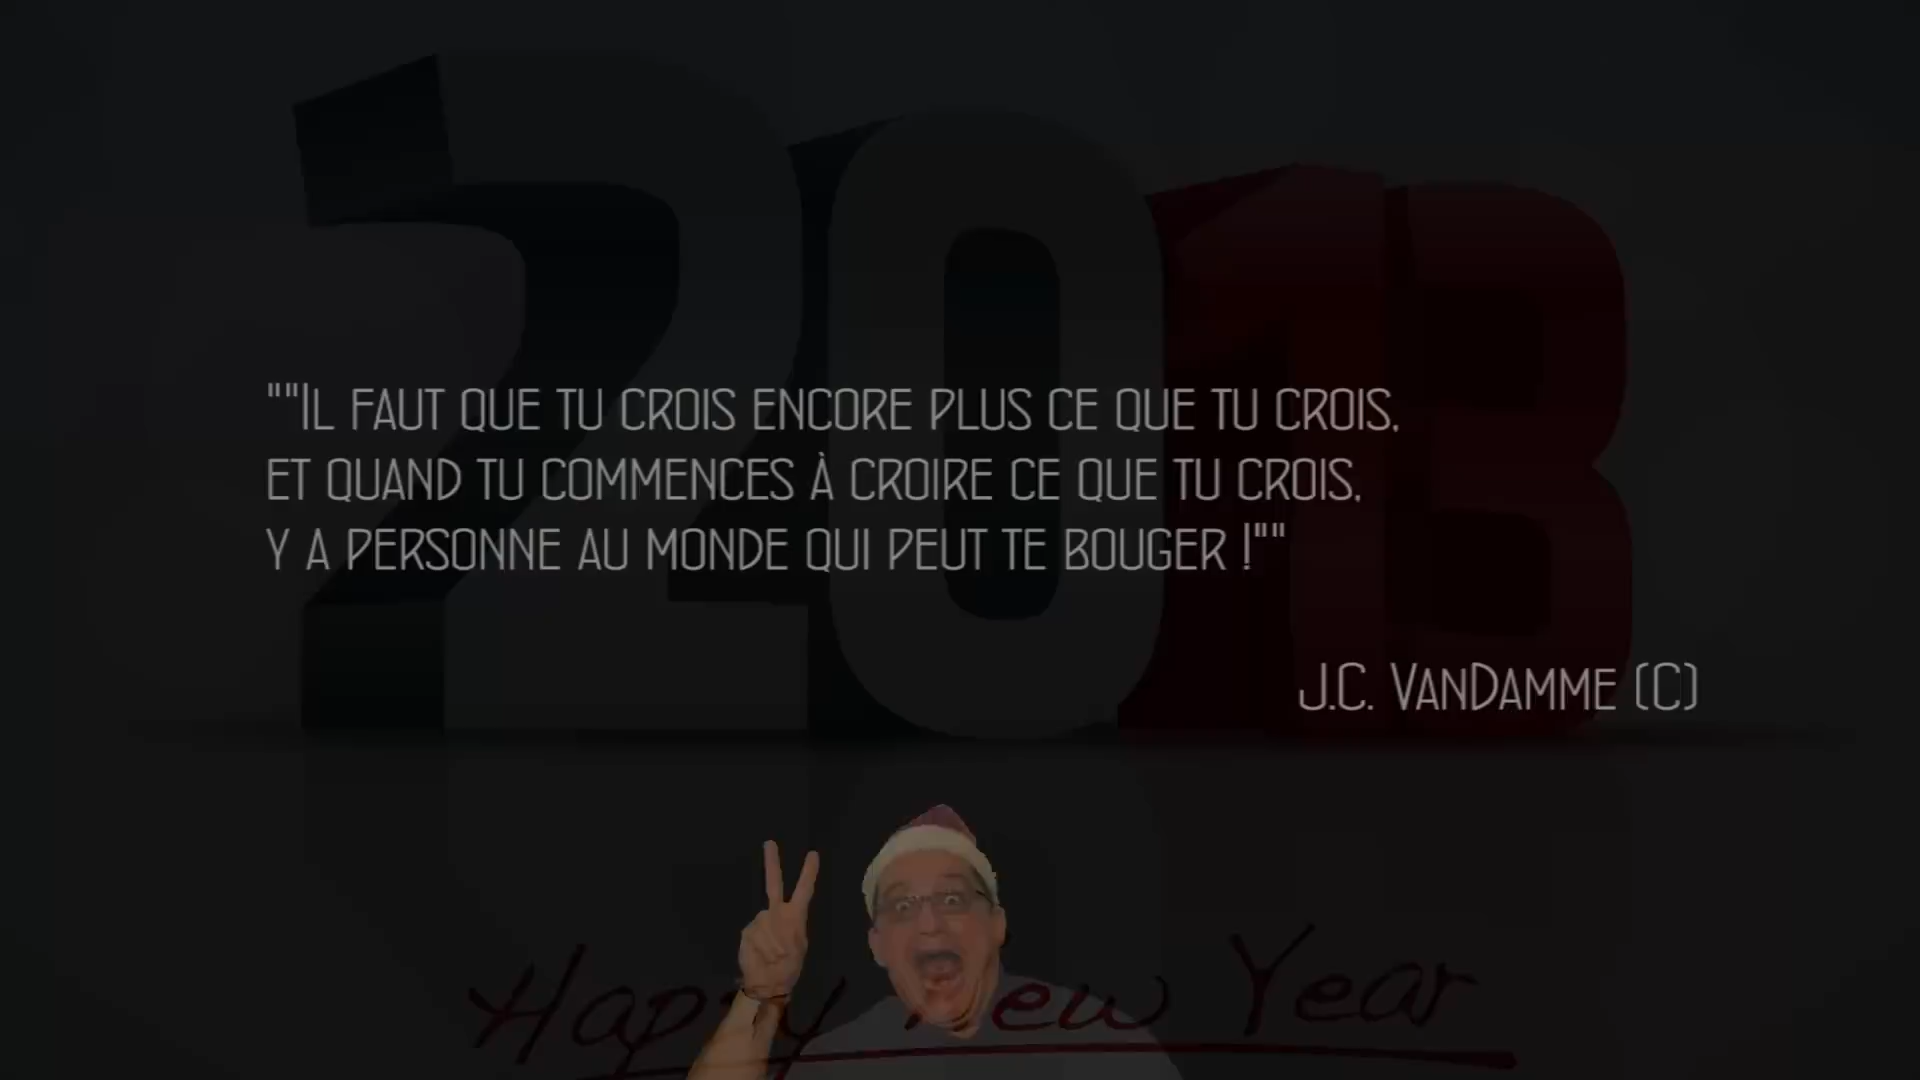 2013
""Il faut que tu crois encore plus ce que tu crois,
et quand tu commences à croire ce que tu crois,
y a personne au monde qui peut te bouger !""
J.C. VanDamme (C)
Happy New Year